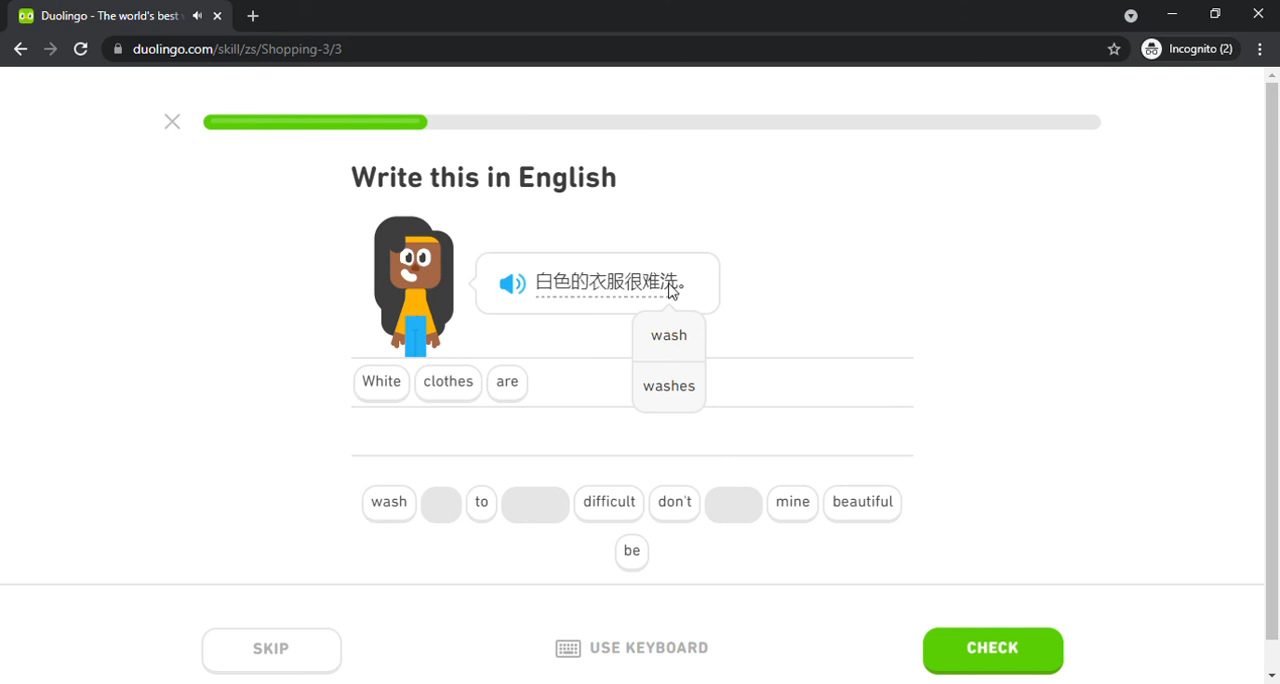 Duolingo - The world's best
duolingo.com/skill/zs/Shopping-3/3
Incognito (2)
Write this in English
白色的衣服很难洗。
wash
washes
White clothes are
wash to difficult don't mine beautiful
be
SKIP USE KEYBOARD CHECK